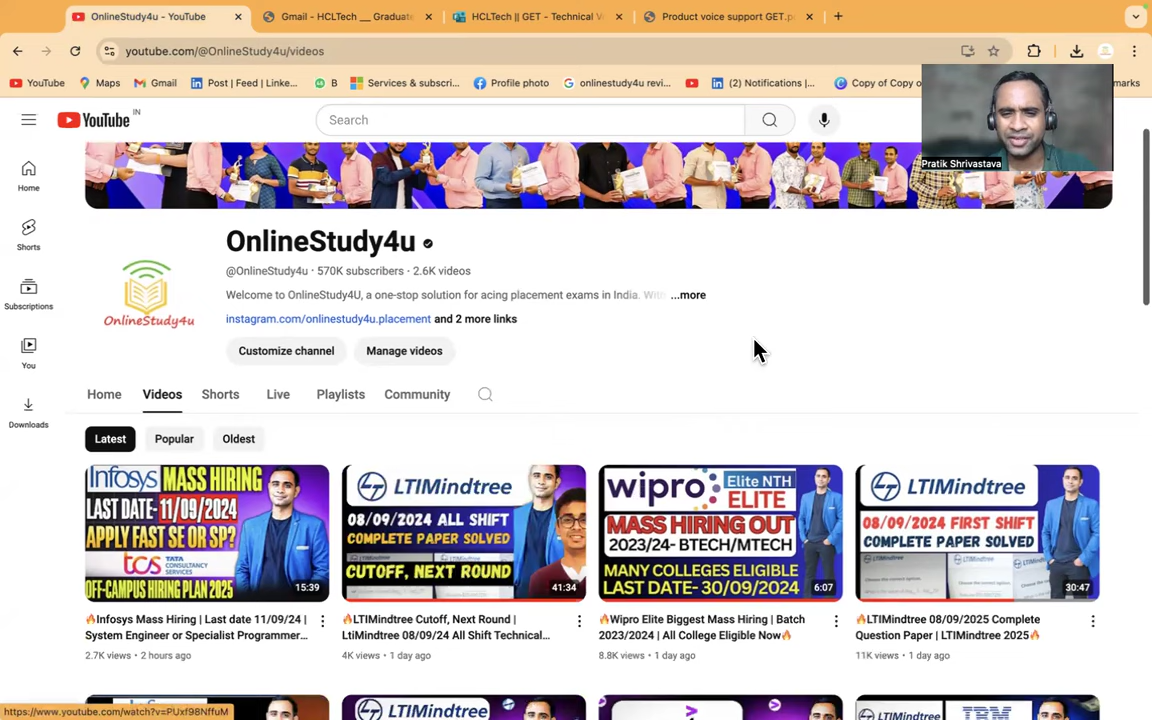 OnlineStudy4u - YouTube
Gmail - HCLTech __ Graduate
HCLTech || GET - Technical V
Product voice support GET.p
youtube.com/@OnlineStudy4u/videos
YouTube
Maps
Gmail
Post | Feed | Linke...
B
Services & subscri...
Profile photo
onlinestudy4u revi...
(2) Notifications |...
Copy of Copy o
marks
YouTube IN
Search
Pratik Shrivastava
Home
Shorts
Subscriptions
You
Downloads
OnlineStudy4u
OnlineStudy4u
@OnlineStudy4u · 570K subscribers · 2.6K videos
Welcome to OnlineStudy4U, a one-stop solution for acing placement exams in India. With ...more
instagram.com/onlinestudy4u.placement and 2 more links
Customize channel
Manage videos
Home
Videos
Shorts
Live
Playlists
Community
Latest
Popular
Oldest
Infosys MASS HIRING
LAST DATE- 11/09/2024
APPLY FAST SE OR SP?
tcs TATA CONSULTANCY SERVICES
OFF-CAMPUS HIRING PLAN 2025
15:39
🔥Infosys Mass Hiring | Last date 11/09/24 |
System Engineer or Specialist Programmer...
2.7K views · 2 hours ago
LTIMindtree
08/09/2024 ALL SHIFT
COMPLETE PAPER SOLVED
CUTOFF, NEXT ROUND
41:34
🔥LTIMindtree Cutoff, Next Round |
LtiMindtree 08/09/24 All Shift Technical...
4K views · 1 day ago
wipro Elite NTH
ELITE
MASS HIRING OUT
2023/24- BTECH/MTECH
MANY COLLEGES ELIGIBLE
LAST DATE- 30/09/2024
6:07
🔥Wipro Elite Biggest Mass Hiring | Batch
2023/2024 | All College Eligible Now🔥
8.8K views · 1 day ago
LTIMindtree
08/09/2024 FIRST SHIFT
COMPLETE PAPER SOLVED
30:47
🔥LTIMindtree 08/09/2025 Complete
Question Paper | LTIMindtree 2025🔥
11K views · 1 day ago
LTIMindtree
https://www.youtube.com/watch?v=PUxf98NffuM